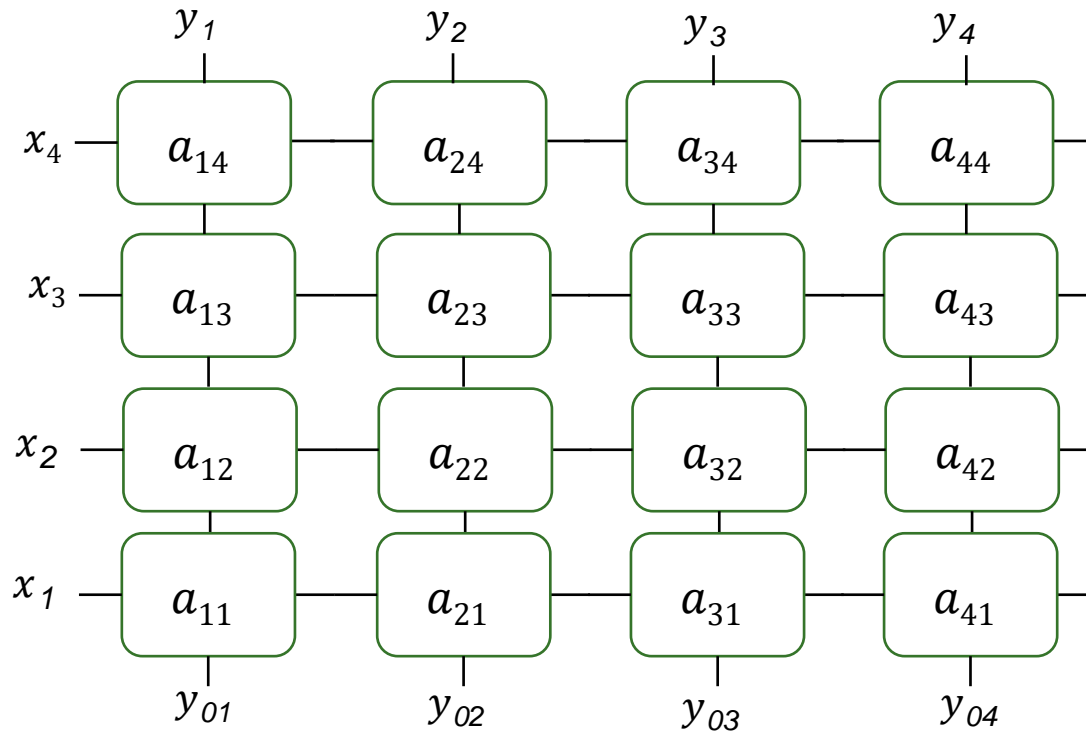 y₁ y₂ y₃ y₄
x₄ a₁₄ a₂₄ a₃₄ a₄₄
x₃ a₁₃ a₂₃ a₃₃ a₄₃
x₂ a₁₂ a₂₂ a₃₂ a₄₂
x₁ a₁₁ a₂₁ a₃₁ a₄₁
y₀₁ y₀₂ y₀₃ y₀₄